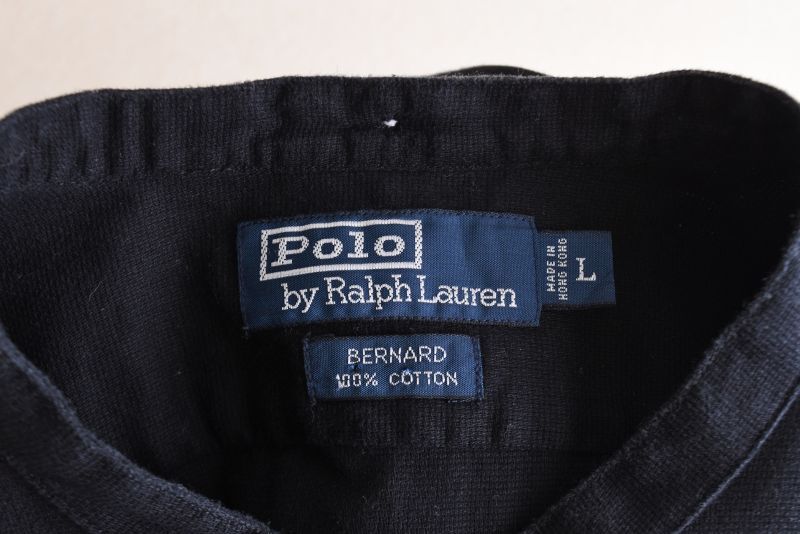 Polo
by Ralph Lauren
MADE IN
HONG KONG
L
BERNARD
100% COTTON